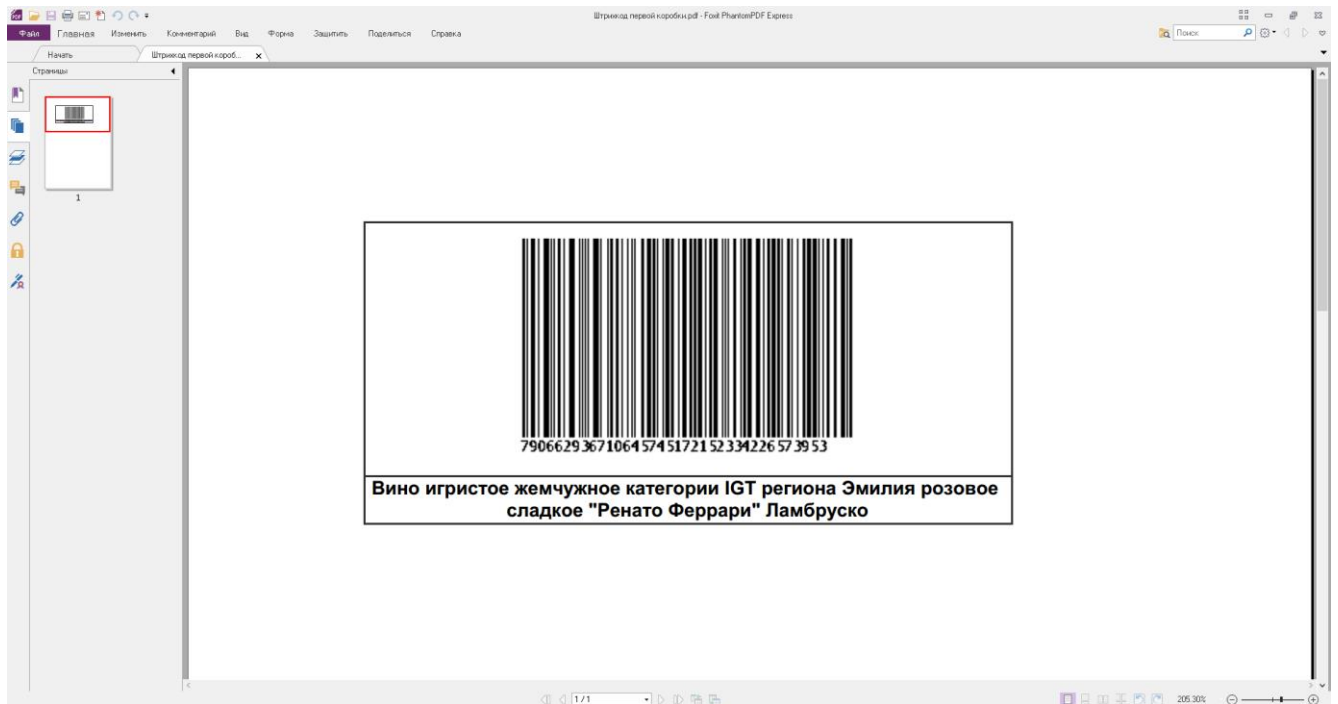 Штрихкод первой коробки.pdf - Foxit PhantomPDF Express
Файл Главная Изменить Комментарий Вид Форма Защитить Поделиться Справка Поиск
Начать Штрихкод первой короб...
Страницы
1
7906629367106457451721523342265739 53
Вино игристое жемчужное категории IGT региона Эмилия розовое
сладкое "Ренато Феррари" Ламбруско
1 / 1 205.30%